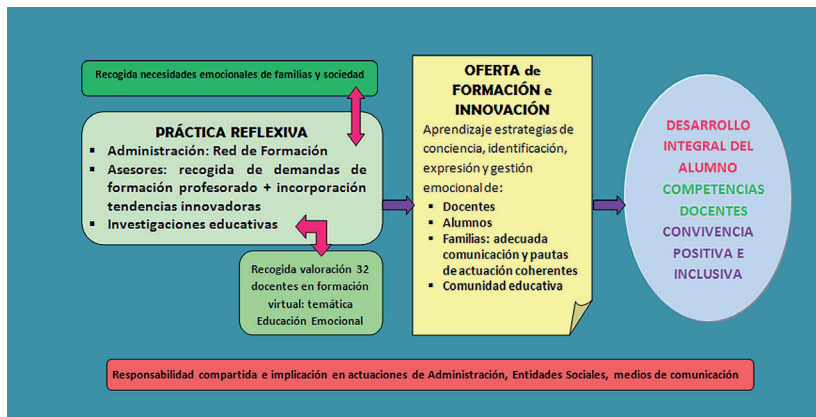 Recogida necesidades emocionales de familias y sociedad
PRÁCTICA REFLEXIVA
▪ Administración: Red de Formación
▪ Asesores: recogida de demandas de
formación profesorado + incorporación
tendencias innovadoras
▪ Investigaciones educativas
Recogida valoración 32
docentes en formación
virtual: temática
Educación Emocional
OFERTA de
FORMACIÓN e
INNOVACIÓN
Aprendizaje estrategias de
conciencia, identificación,
expresión y gestión
emocional de:
▪ Docentes
▪ Alumnos
▪ Familias: adecuada
comunicación y pautas
de actuación coherentes
▪ Comunidad educativa
DESARROLLO
INTEGRAL DEL
ALUMNO
COMPETENCIAS
DOCENTES
CONVIVENCIA
POSITIVA E
INCLUSIVA
Responsabilidad compartida e implicación en actuaciones de Administración, Entidades Sociales, medios de comunicación